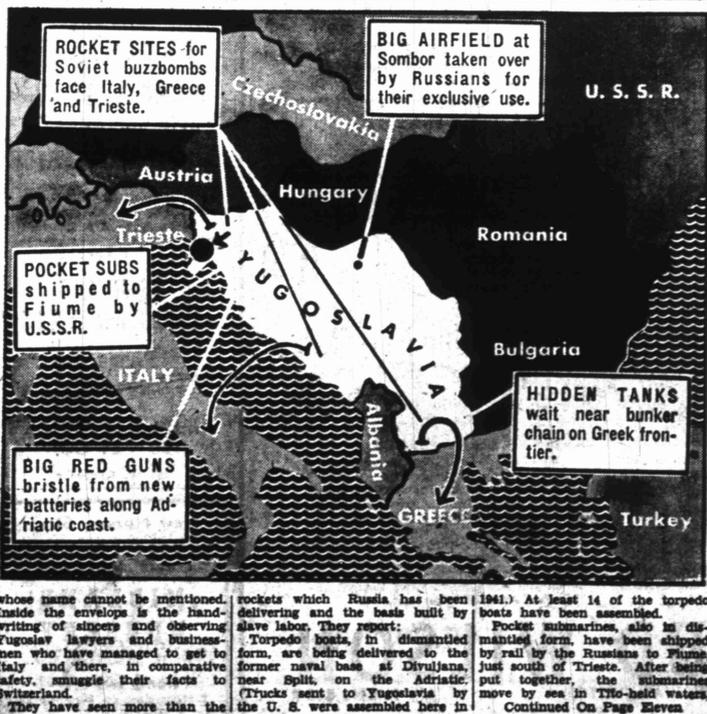 ROCKET SITES for
Soviet buzzbombs
face Italy, Greece
and Trieste.
BIG AIRFIELD at
Sombor taken over
by Russians for
their exclusive use.
U. S. S. R.
Czechoslovakia
Austria
Hungary
Trieste
Romania
POCKET SUBS
shipped to
Fiume by
U.S.S.R.
YUGOSLAVIA
Bulgaria
ITALY
HIDDEN TANKS
wait near bunker
chain on Greek fron-
tier.
Albania
BIG RED GUNS
bristle from new
batteries along Ad-
riatic coast.
GREECE
Turkey
whose name cannot be mentioned.
Inside the envelops is the hand-
writing of sincere and observing
Yugoslav lawyers and business-
men who have managed to get to
Italy and there, in comparative
safety, smuggle their facts to
Switzerland.
They have seen more than the
rockets which Russia has been
delivering and the basis built by
slave labor. They report:
Torpedo boats, in dismantled
form, are being delivered to the
former naval base at Divuljana,
near Split, on the Adriatic.
(Trucks sent to Yugoslavia by
the U. S. were assembled here in
1941.) At least 14 of the torpedo
boats have been assembled.
Pocket submarines, also in dis-
mantled form, have been shipped
by rail by the Russians to Fiume,
just south of Trieste. After being
put together, the submarines
move by sea in Tito-held waters.
Continued On Page Eleven